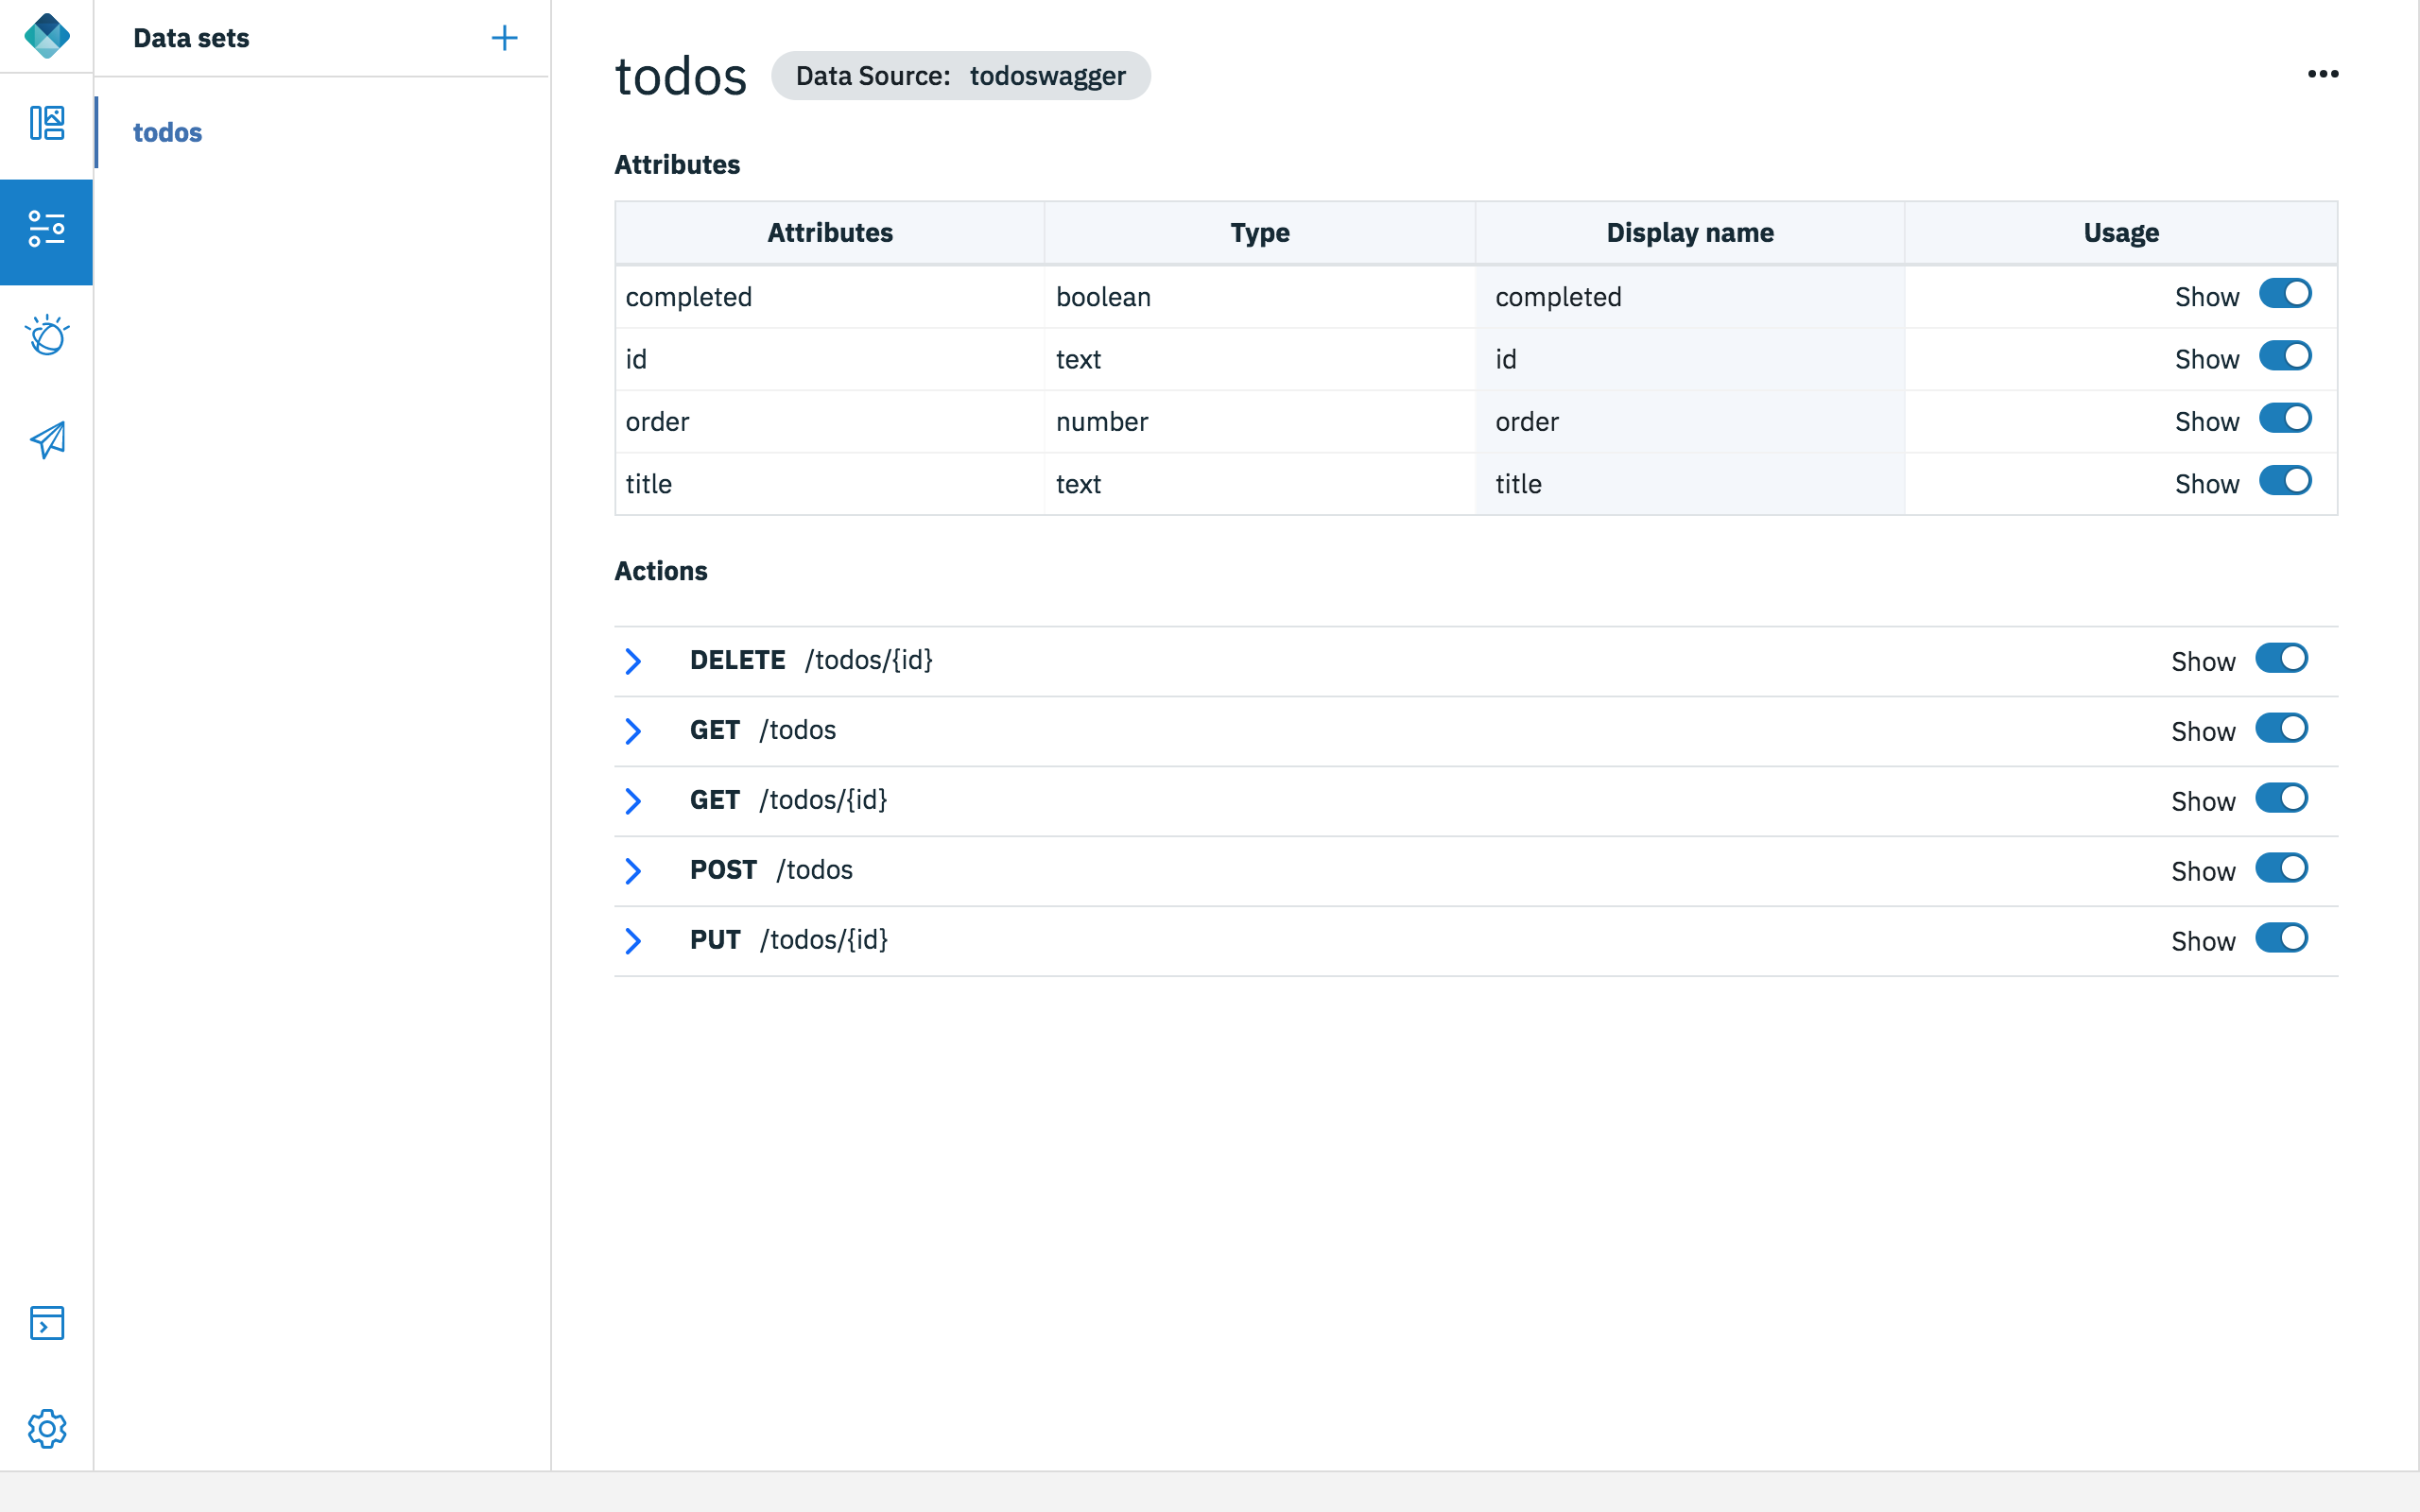 Data sets
todos
todos Data Source: todoswagger
Attributes
Attributes Type Display name Usage
completed boolean completed Show
id text id Show
order number order Show
title text title Show
Actions
DELETE /todos/{id} Show
GET /todos Show
GET /todos/{id} Show
POST /todos Show
PUT /todos/{id} Show